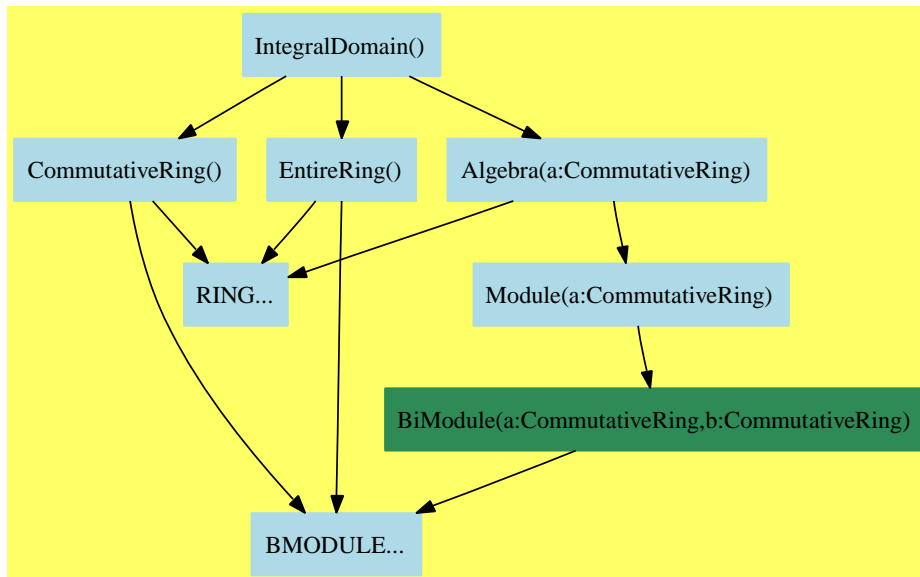 IntegralDomain()
CommutativeRing()
EntireRing()
Algebra(a:CommutativeRing)
RING...
Module(a:CommutativeRing)
BiModule(a:CommutativeRing,b:CommutativeRing)
BMODULE...